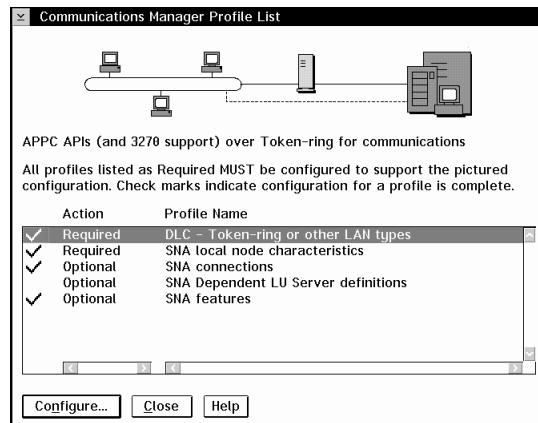 Communications Manager Profile List
APPC APIs (and 3270 support) over Token-ring for communications
All profiles listed as Required MUST be configured to support the pictured
configuration. Check marks indicate configuration for a profile is complete.
Action Profile Name
Required DLC - Token-ring or other LAN types
Required SNA local node characteristics
Optional SNA connections
Optional SNA Dependent LU Server definitions
Optional SNA features
Configure... Close Help